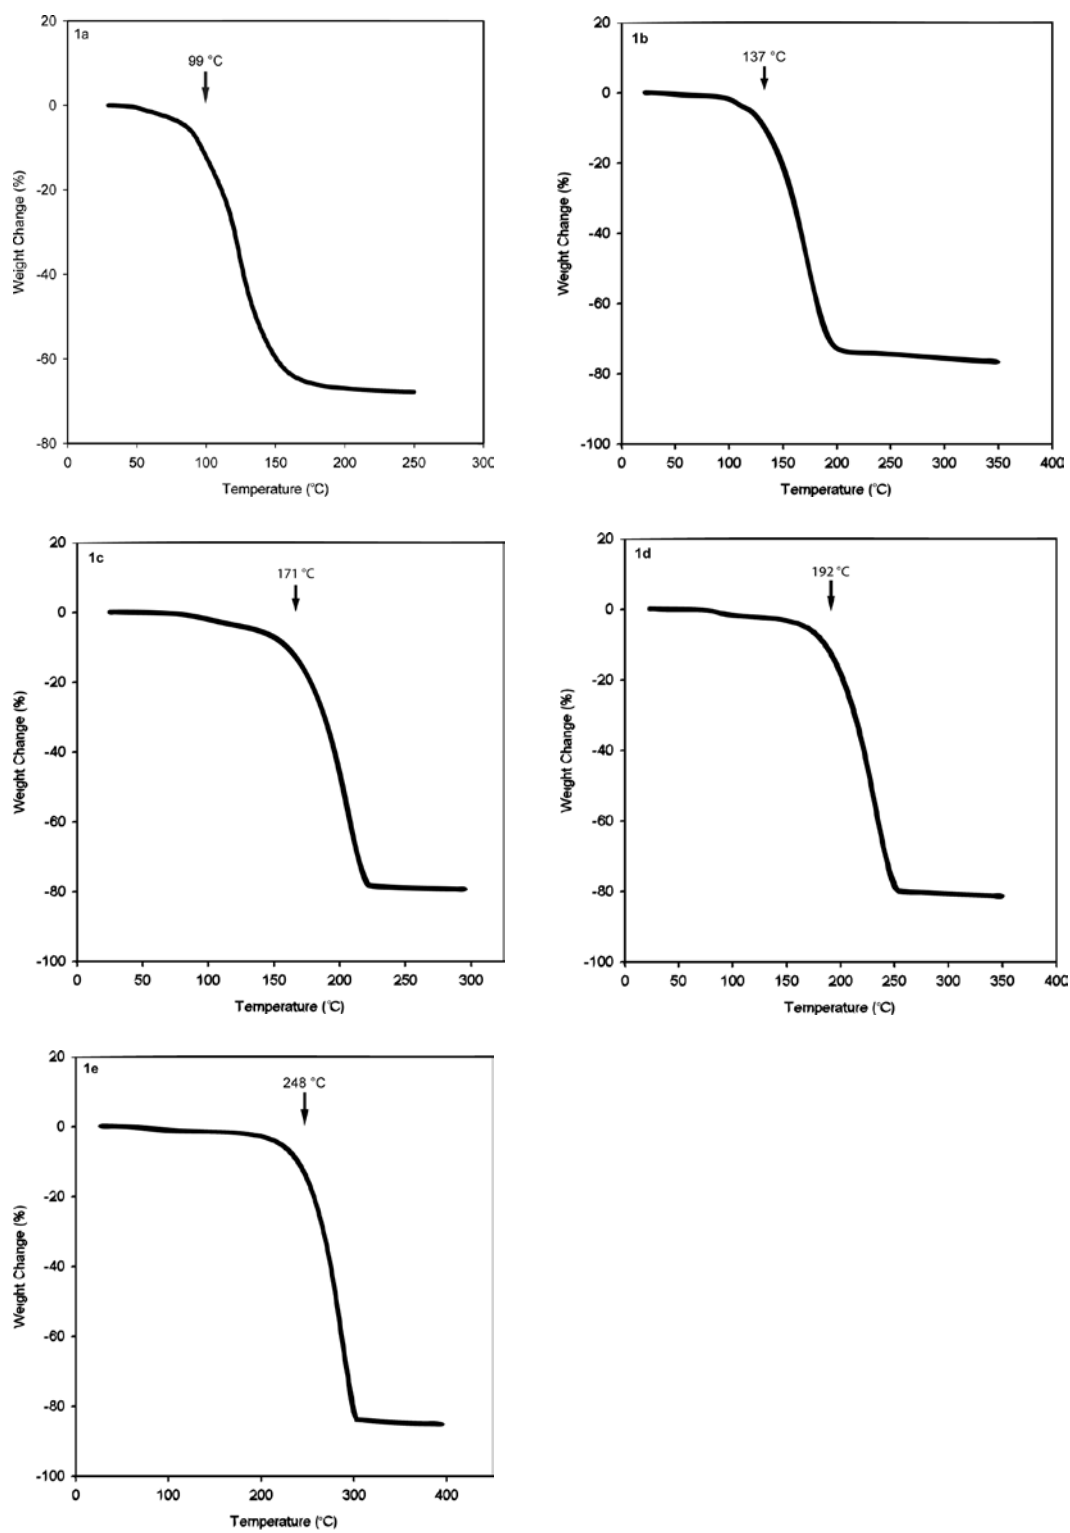 1a
99 °C
20
0
-20
-40
-60
-80
0 50 100 150 200 250 300
Weight Change (%)
Temperature (°C)
1b
137 °C
20
0
-20
-40
-60
-80
-100
0 50 100 150 200 250 300 350 400
Weight Change (%)
Temperature (°C)
1c
171 °C
20
0
-20
-40
-60
-80
-100
0 50 100 150 200 250 300
Weight Change (%)
Temperature (°C)
1d
192 °C
20
0
-20
-40
-60
-80
-100
0 50 100 150 200 250 300 350 400
Weight Change (%)
Temperature (°C)
1e
248 °C
20
0
-20
-40
-60
-80
-100
0 100 200 300 400
Weight Change (%)
Temperature (°C)